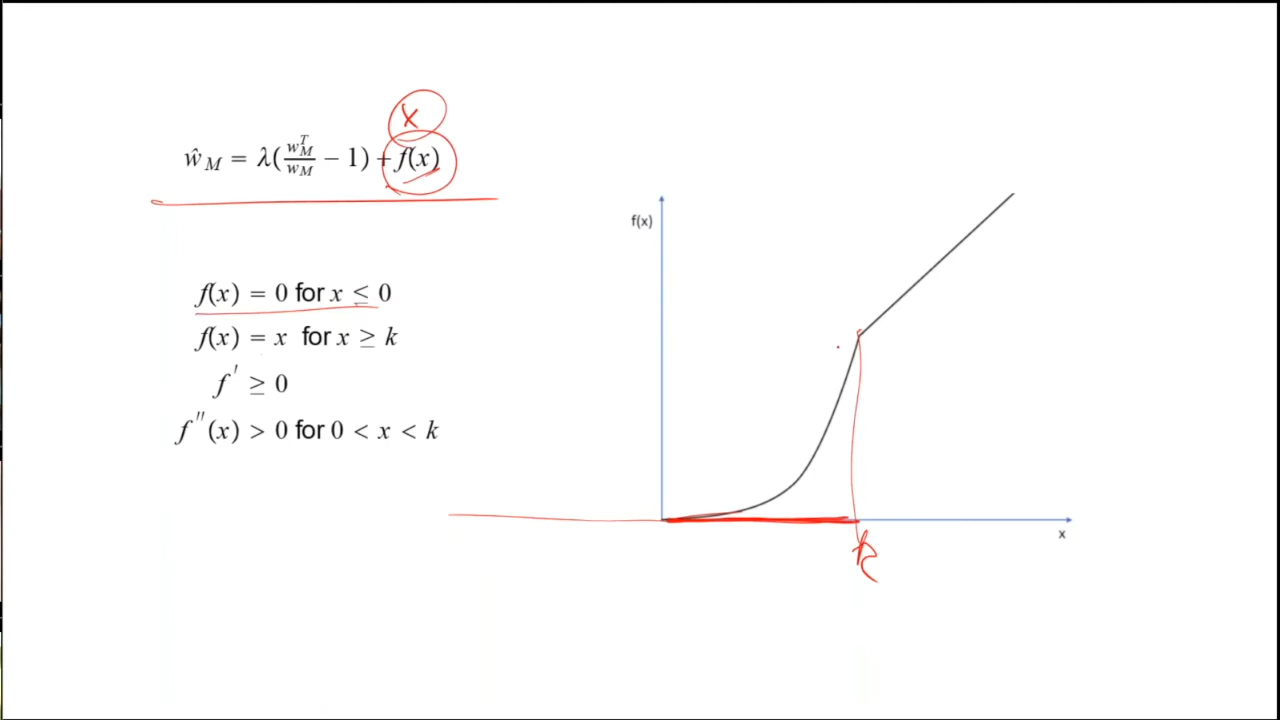 x
ŵ_M = λ(w_M^T/w_M − 1) + f(x)
f(x)
f(x) = 0 for x ≤ 0
f(x) = x for x ≥ k
f′ ≥ 0
f″(x) > 0 for 0 < x < k
x
k